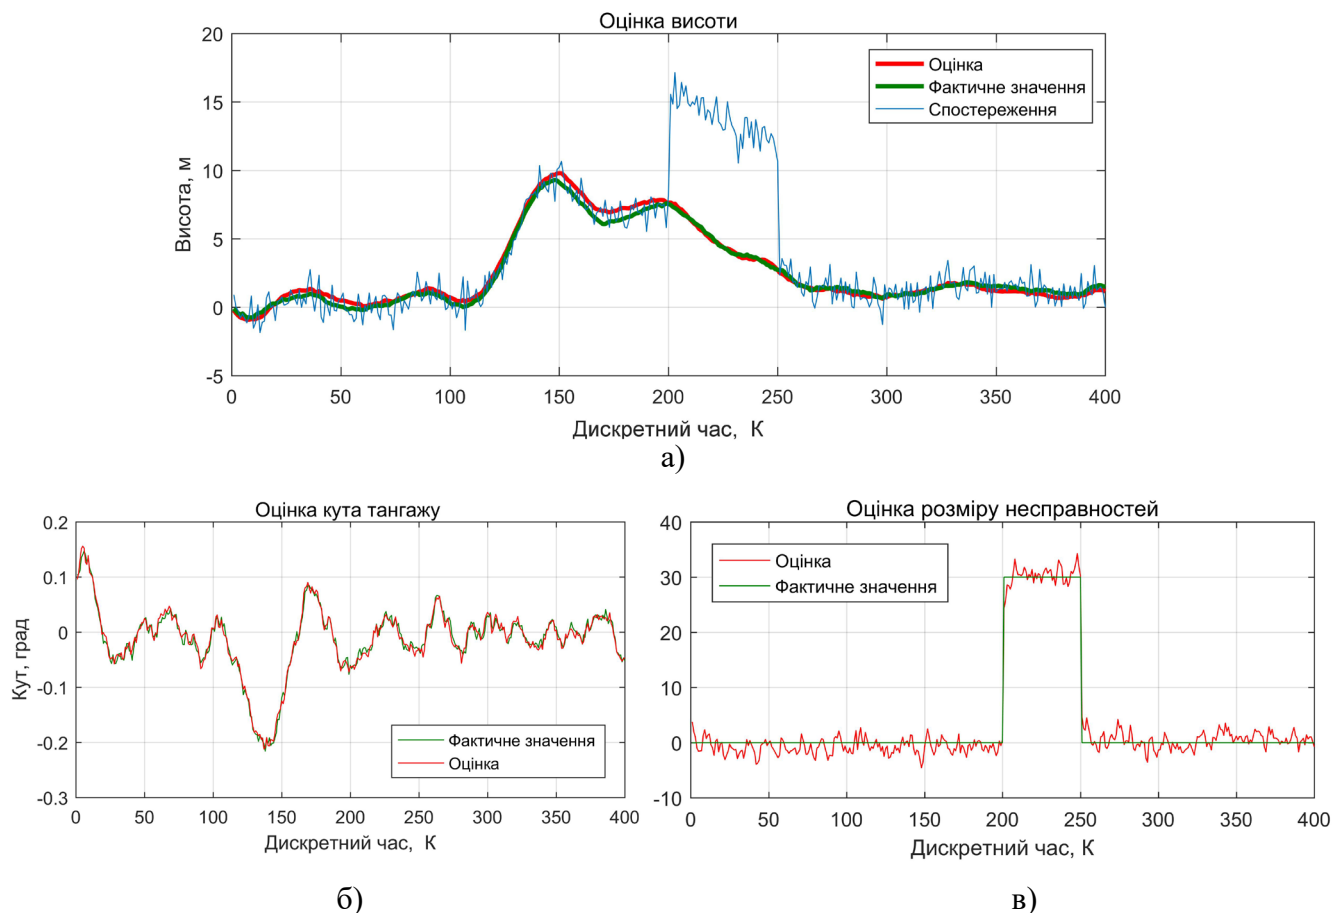 Оцінка висоти
20
15
10
5
0
-5
Висота, м
Оцінка
Фактичне значення
Спостереження
0 50 100 150 200 250 300 350 400
Дискретний час, К
а)
Оцінка кута тангажу
0.2
0.1
0
-0.1
-0.2
-0.3
Кут, град
Фактичне значення
Оцінка
0 50 100 150 200 250 300 350 400
Дискретний час, К
б)
Оцінка розміру несправностей
40
30
20
10
0
-10
Оцінка
Фактичне значення
0 50 100 150 200 250 300 350 400
Дискретний час, К
в)